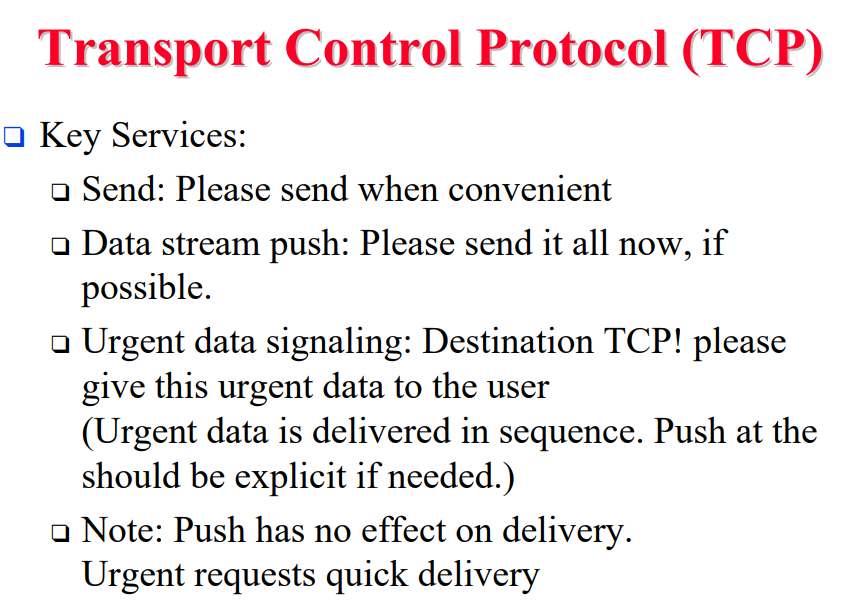 Transport Control Protocol (TCP)
Key Services:
Send: Please send when convenient
Data stream push: Please send it all now, if
possible.
Urgent data signaling: Destination TCP! please
give this urgent data to the user
(Urgent data is delivered in sequence. Push at the
should be explicit if needed.)
Note: Push has no effect on delivery.
Urgent requests quick delivery